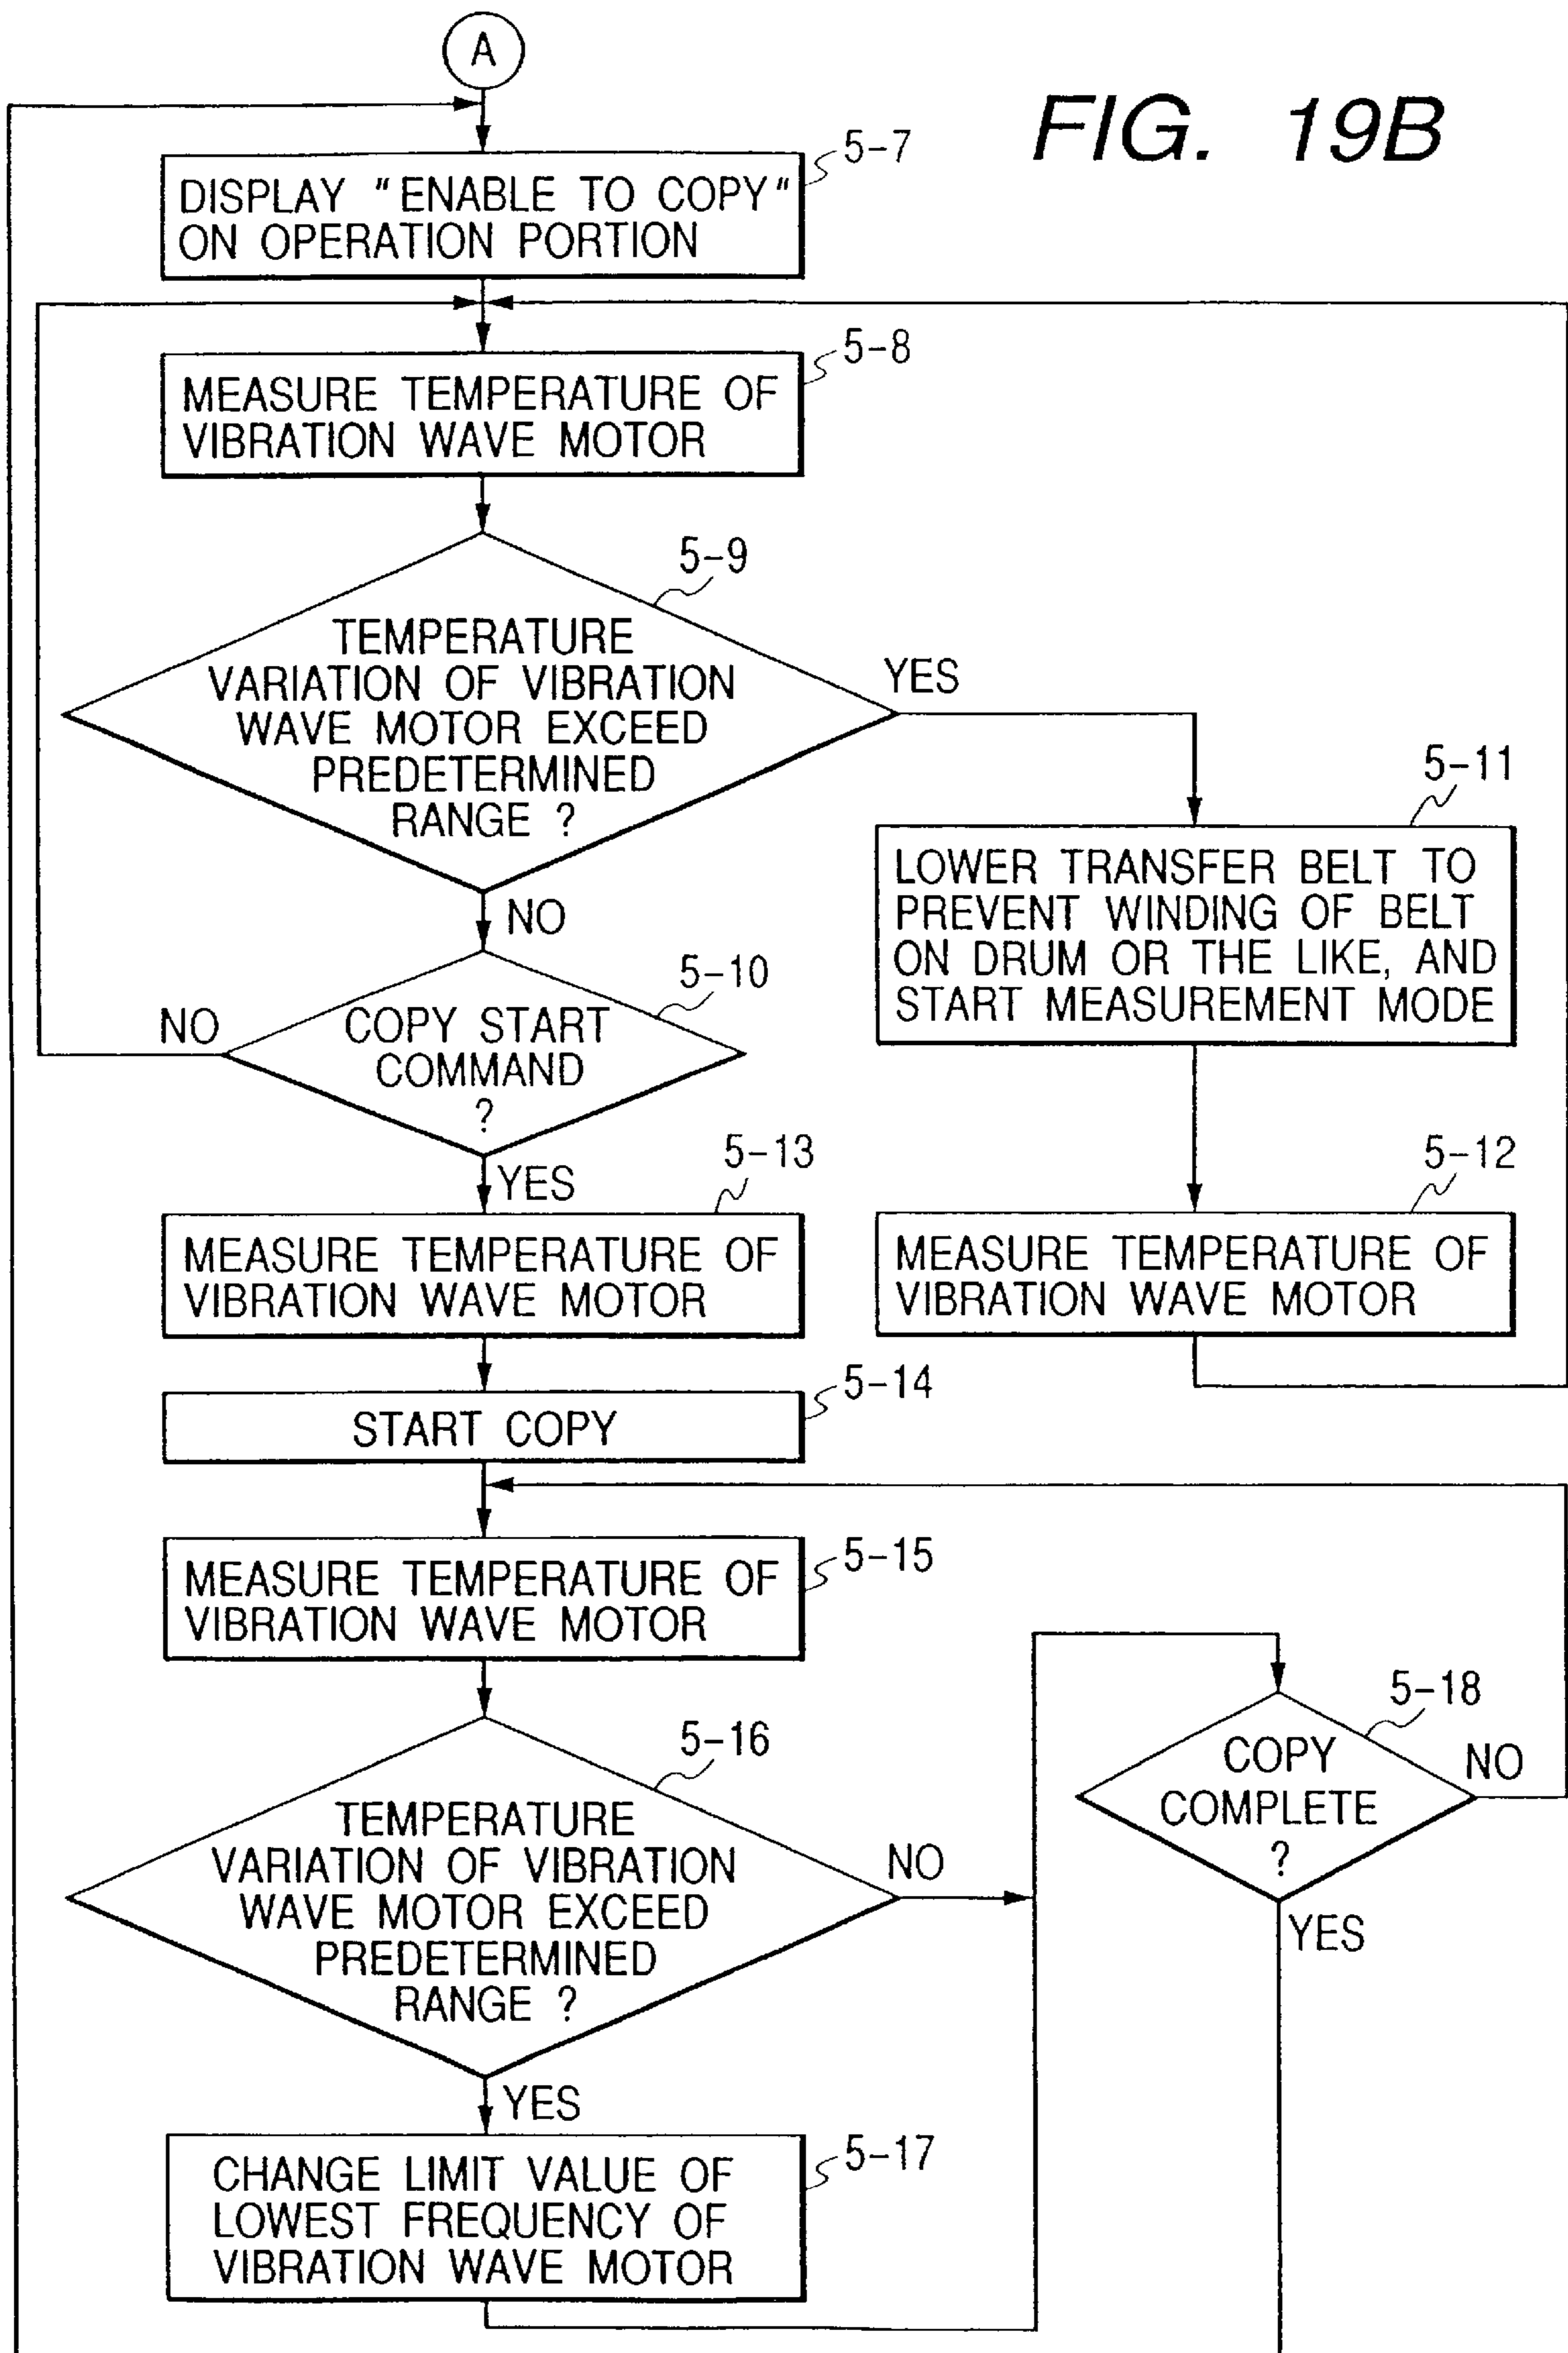 A
FIG. 19B
5-7
DISPLAY "ENABLE TO COPY"
ON OPERATION PORTION
5-8
MEASURE TEMPERATURE OF
VIBRATION WAVE MOTOR
5-9
TEMPERATURE
VARIATION OF VIBRATION
WAVE MOTOR EXCEED
PREDETERMINED
RANGE ?
YES
NO
5-11
LOWER TRANSFER BELT TO
PREVENT WINDING OF BELT
ON DRUM OR THE LIKE, AND
START MEASUREMENT MODE
5-10
COPY START
COMMAND
?
NO
YES
5-13
MEASURE TEMPERATURE OF
VIBRATION WAVE MOTOR
5-12
MEASURE TEMPERATURE OF
VIBRATION WAVE MOTOR
5-14
START COPY
5-15
MEASURE TEMPERATURE OF
VIBRATION WAVE MOTOR
5-16
TEMPERATURE
VARIATION OF VIBRATION
WAVE MOTOR EXCEED
PREDETERMINED
RANGE ?
NO
YES
5-18
COPY
COMPLETE
?
NO
YES
5-17
CHANGE LIMIT VALUE OF
LOWEST FREQUENCY OF
VIBRATION WAVE MOTOR